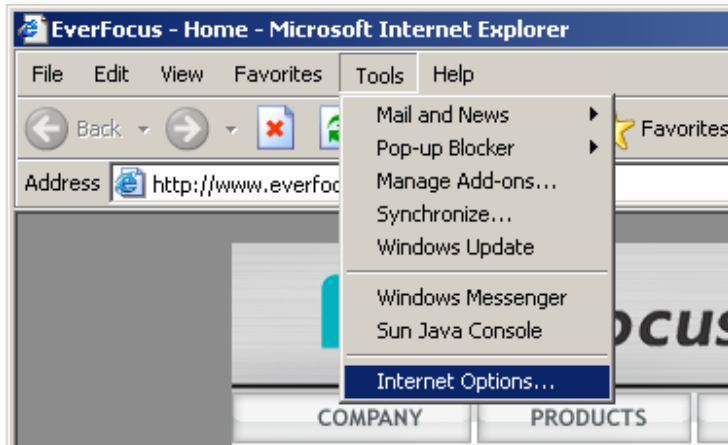 EverFocus - Home - Microsoft Internet Explorer
File Edit View Favorites Tools Help
Back Favorites
Address http://www.everfoc
Mail and News
Pop-up Blocker
Manage Add-ons...
Synchronize...
Windows Update
Windows Messenger
Sun Java Console
Internet Options...
ocus
COMPANY PRODUCTS